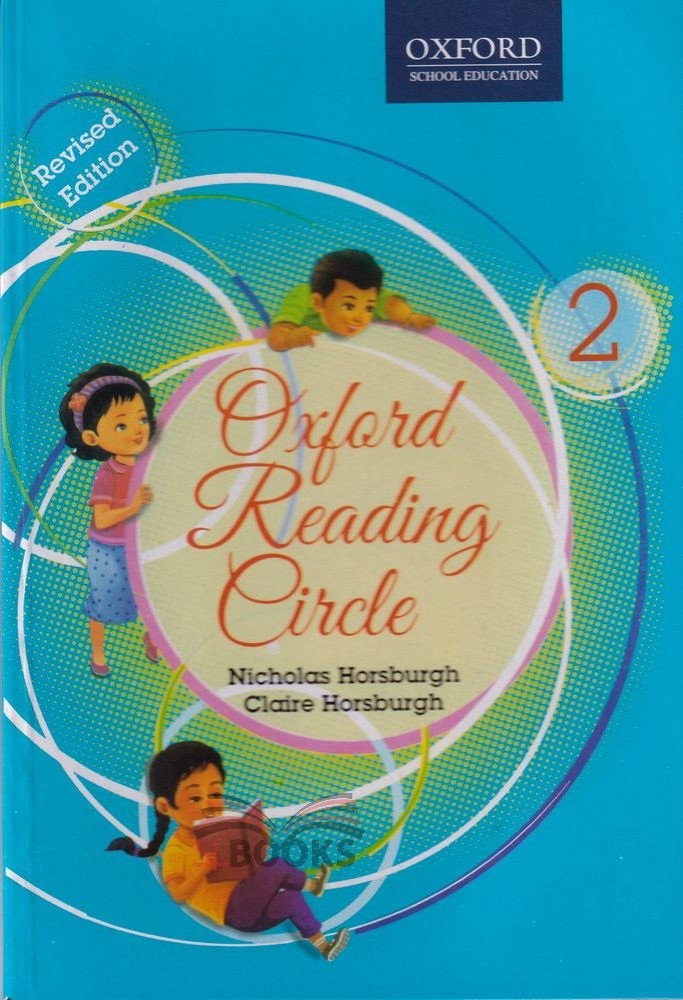 OXFORD
SCHOOL EDUCATION
Revised
Edition
2
Oxford
Reading
Circle
Nicholas Horsburgh
Claire Horsburgh
BOOKS